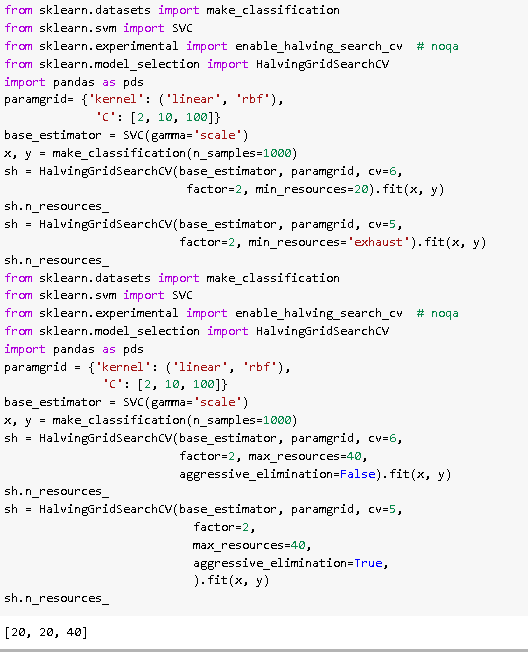 from sklearn.datasets import make_classification
from sklearn.svm import SVC
from sklearn.experimental import enable_halving_search_cv  # noqa
from sklearn.model_selection import HalvingGridSearchCV
import pandas as pds
paramgrid= {'kernel': ('linear', 'rbf'),
             'C': [2, 10, 100]}
base_estimator = SVC(gamma='scale')
x, y = make_classification(n_samples=1000)
sh = HalvingGridSearchCV(base_estimator, paramgrid, cv=6,
                          factor=2, min_resources=20).fit(x, y)
sh.n_resources_
sh = HalvingGridSearchCV(base_estimator, paramgrid, cv=5,
                         factor=2, min_resources='exhaust').fit(x, y)
sh.n_resources_
from sklearn.datasets import make_classification
from sklearn.svm import SVC
from sklearn.experimental import enable_halving_search_cv  # noqa
from sklearn.model_selection import HalvingGridSearchCV
import pandas as pds
paramgrid = {'kernel': ('linear', 'rbf'),
              'C': [2, 10, 100]}
base_estimator = SVC(gamma='scale')
x, y = make_classification(n_samples=1000)
sh = HalvingGridSearchCV(base_estimator, paramgrid, cv=6,
                         factor=2, max_resources=40,
                         aggressive_elimination=False).fit(x, y)
sh.n_resources_
sh = HalvingGridSearchCV(base_estimator, paramgrid, cv=5,
                           factor=2,
                           max_resources=40,
                           aggressive_elimination=True,
                           ).fit(x, y)
sh.n_resources_
[20, 20, 40]